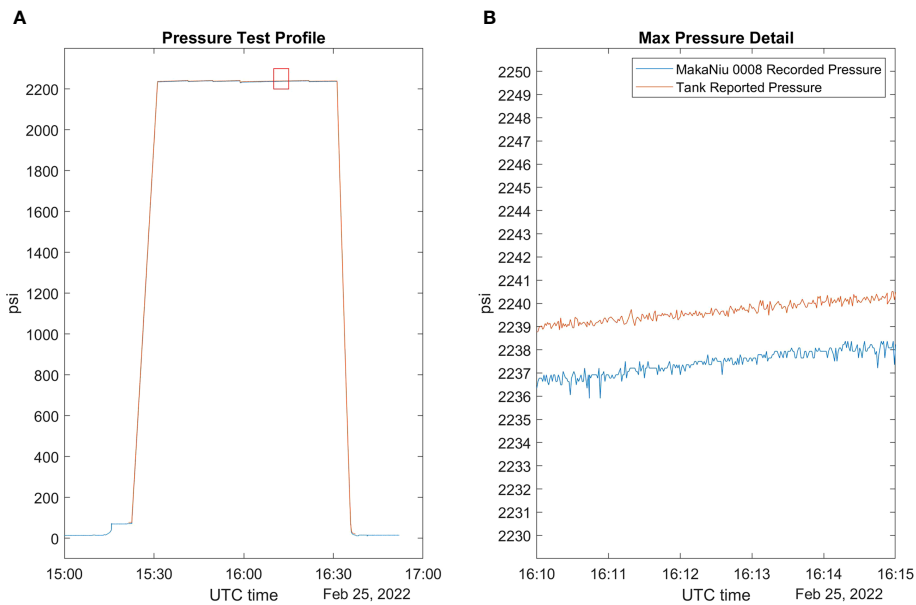 A
Pressure Test Profile
psi
2200
2000
1800
1600
1400
1200
1000
800
600
400
200
0
15:00 15:30 16:00 16:30 17:00
UTC time
Feb 25, 2022
B
Max Pressure Detail
MakaNiu 0008 Recorded Pressure
Tank Reported Pressure
psi
2250
2249
2248
2247
2246
2245
2244
2243
2242
2241
2240
2239
2238
2237
2236
2235
2234
2233
2232
2231
2230
16:10 16:11 16:12 16:13 16:14 16:15
UTC time
Feb 25, 2022